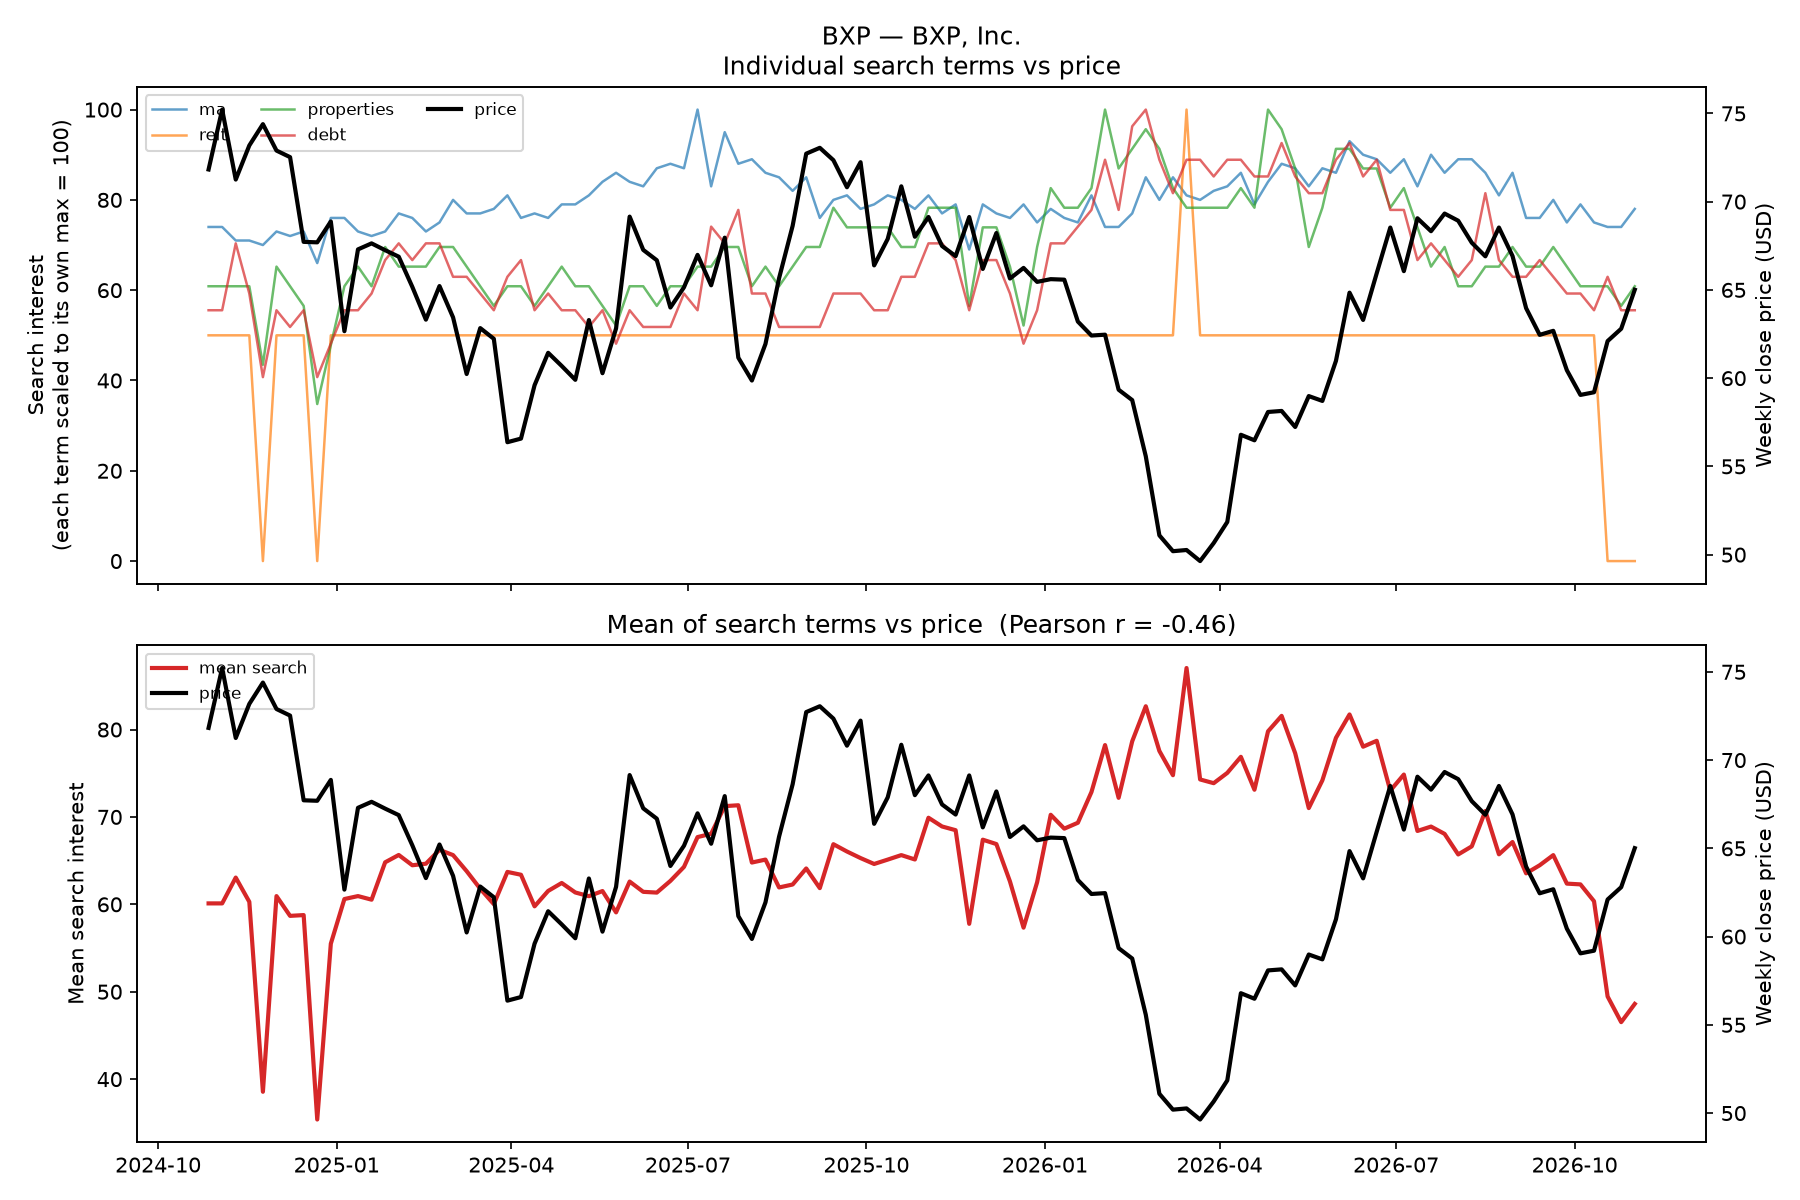 BXP — BXP, Inc.
Individual search terms vs price
ma
reit
properties
debt
price
100
80
60
40
20
0
Search interest
(each term scaled to its own max = 100)
75
70
65
60
55
50
Weekly close price (USD)
Mean of search terms vs price  (Pearson r = -0.46)
mean search
price
80
70
60
50
40
Mean search interest
75
70
65
60
55
50
Weekly close price (USD)
2024-10
2025-01
2025-04
2025-07
2025-10
2026-01
2026-04
2026-07
2026-10